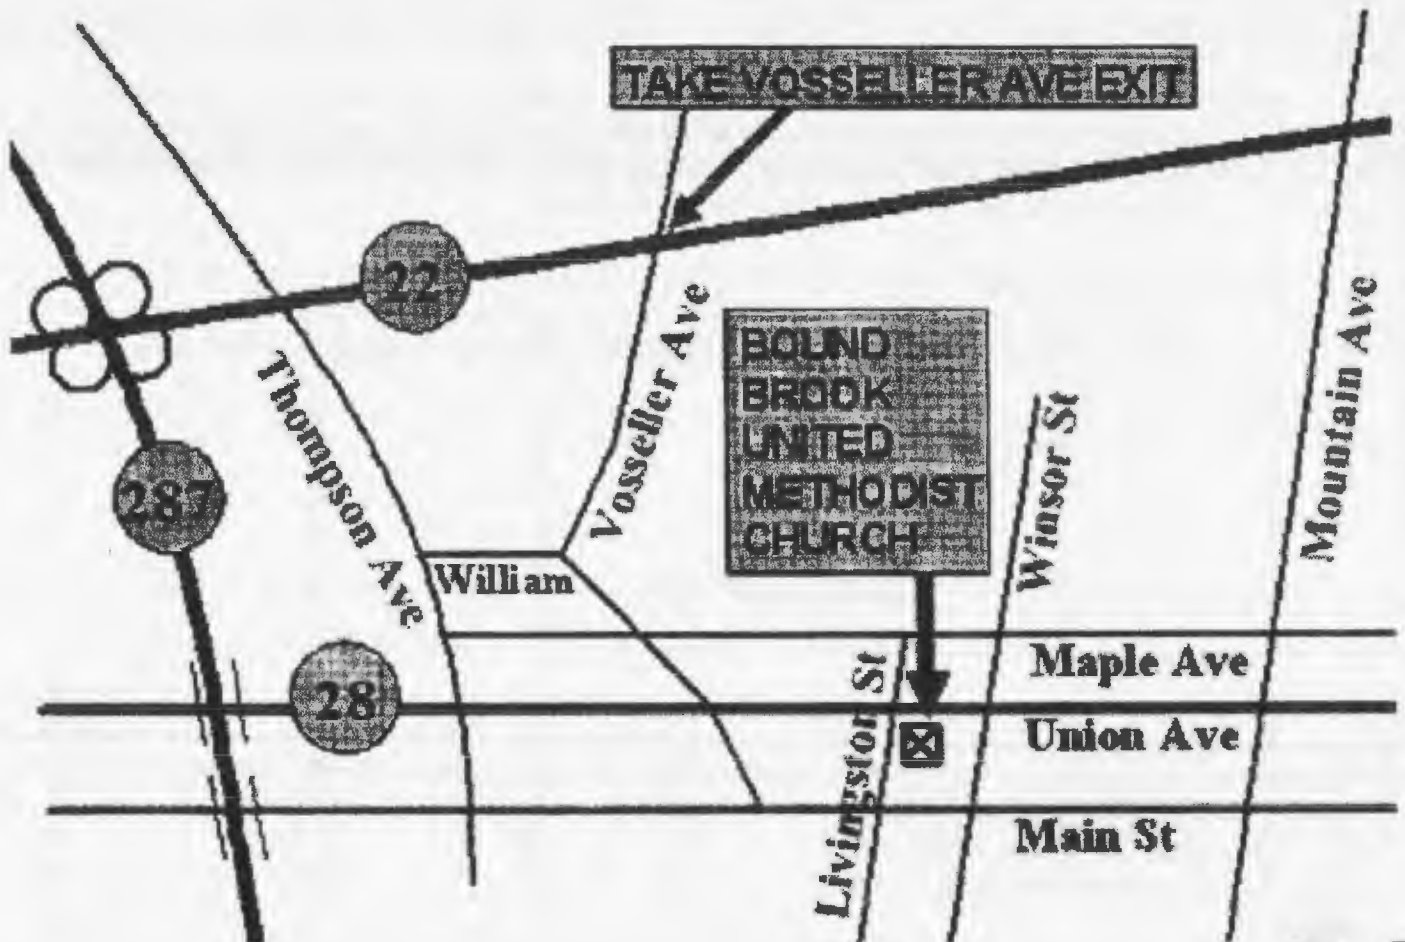 TAKE VOSSELLER AVE EXIT
22
287
28
Thompson Ave
Vosseller Ave
BOUND
BROOK
UNITED
METHODIST
CHURCH
Winsor St
Mountain Ave
William
Maple Ave
Union Ave
Livingston St
Main St